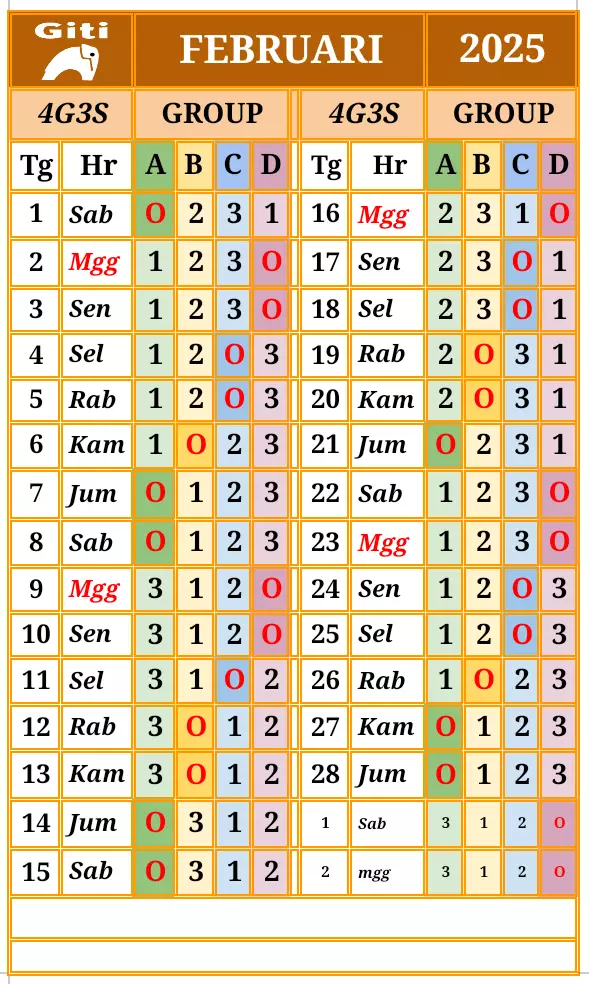 Giti FEBRUARI 2025
4G3S GROUP 4G3S GROUP
Tg Hr A B C D Tg Hr A B C D
1 Sab O 2 3 1 16 Mgg 2 3 1 O
2 Mgg 1 2 3 O 17 Sen 2 3 O 1
3 Sen 1 2 3 O 18 Sel 2 3 O 1
4 Sel 1 2 O 3 19 Rab 2 O 3 1
5 Rab 1 2 O 3 20 Kam 2 O 3 1
6 Kam 1 O 2 3 21 Jum O 2 3 1
7 Jum O 1 2 3 22 Sab 1 2 3 O
8 Sab O 1 2 3 23 Mgg 1 2 3 O
9 Mgg 3 1 2 O 24 Sen 1 2 O 3
10 Sen 3 1 2 O 25 Sel 1 2 O 3
11 Sel 3 1 O 2 26 Rab 1 O 2 3
12 Rab 3 O 1 2 27 Kam O 1 2 3
13 Kam 3 O 1 2 28 Jum O 1 2 3
14 Jum O 3 1 2 1 Sab 3 1 2 O
15 Sab O 3 1 2 2 mgg 3 1 2 O